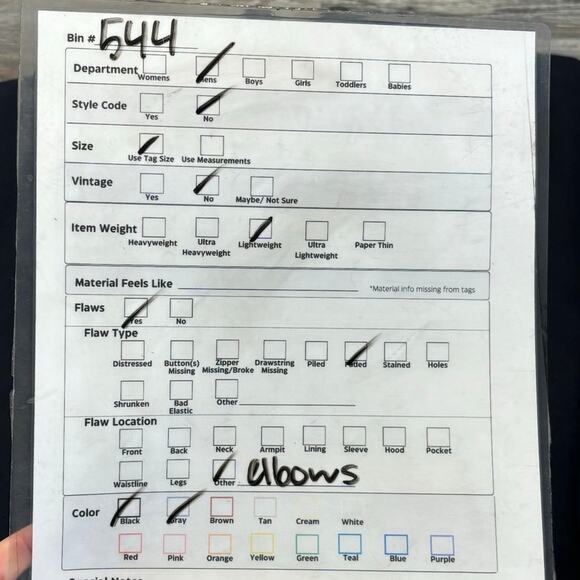 Bin # 544
Department Womens Mens Boys Girls Toddlers Babies
Style Code Yes No
Size Use Tag Size Use Measurements
Vintage Yes No Maybe/ Not Sure
Item Weight Heavyweight Ultra Heavyweight Lightweight Ultra Lightweight Paper Thin
Material Feels Like *Material info missing from tags
Flaws Yes No
Flaw Type
Distressed Button(s) Missing Zipper Missing/Broke Drawstring Missing Piled Faded Stained Holes
Shrunken Bad Elastic Other
Flaw Location
Front Back Neck Armpit Lining Sleeve Hood Pocket
Waistline Legs Other elbows
Color Black Gray Brown Tan Cream White
Red Pink Orange Yellow Green Teal Blue Purple
Special Notes